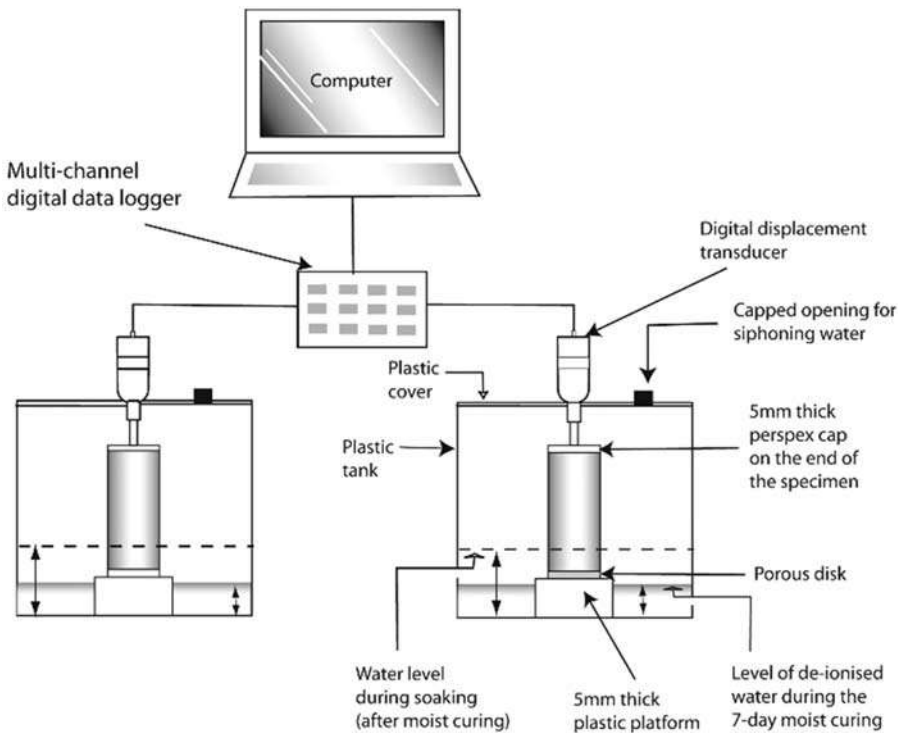 Computer
Multi-channel
digital data logger
Digital displacement
transducer
Capped opening for
siphoning water
Plastic
cover
5mm thick
perspex cap
on the end of
the specimen
Plastic
tank
Porous disk
Water level
during soaking
(after moist curing)
5mm thick
plastic platform
Level of de-ionised
water during the
7-day moist curing